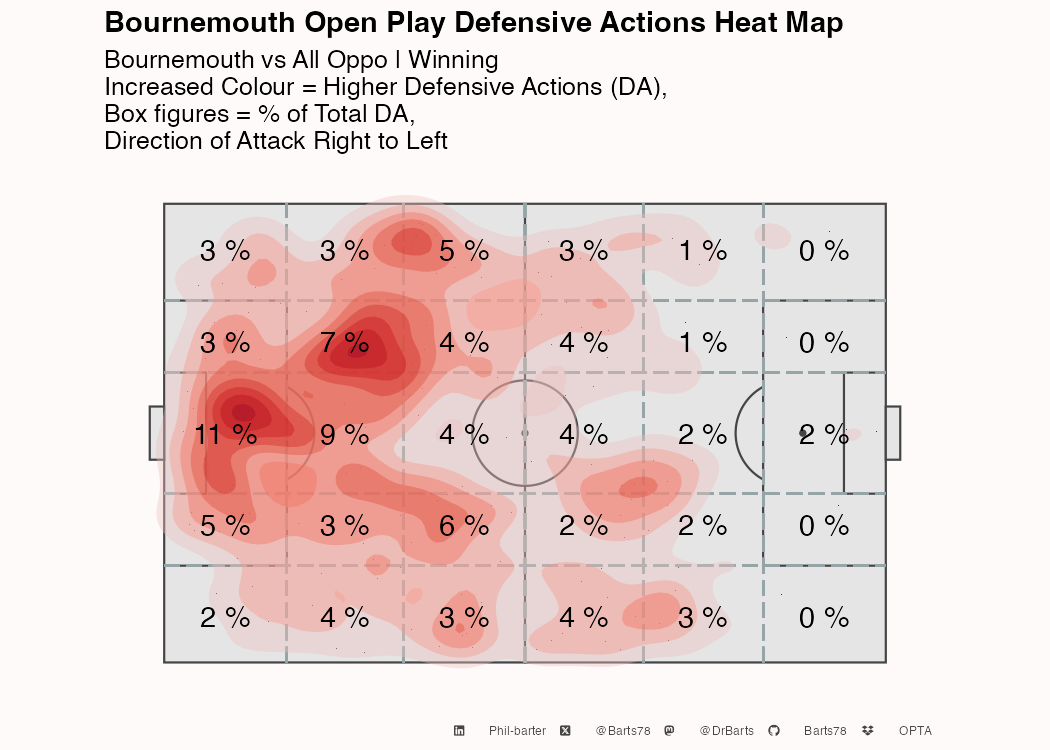 Bournemouth Open Play Defensive Actions Heat Map
Bournemouth vs All Oppo | Winning
Increased Colour = Higher Defensive Actions (DA),
Box figures = % of Total DA,
Direction of Attack Right to Left
3 % 3 % 5 % 3 % 1 % 0 %
3 % 7 % 4 % 4 % 1 % 0 %
11 % 9 % 4 % 4 % 2 % 2 %
5 % 3 % 6 % 2 % 2 % 0 %
2 % 4 % 3 % 4 % 3 % 0 %
Phil-barter @Barts78 @DrBarts Barts78 OPTA